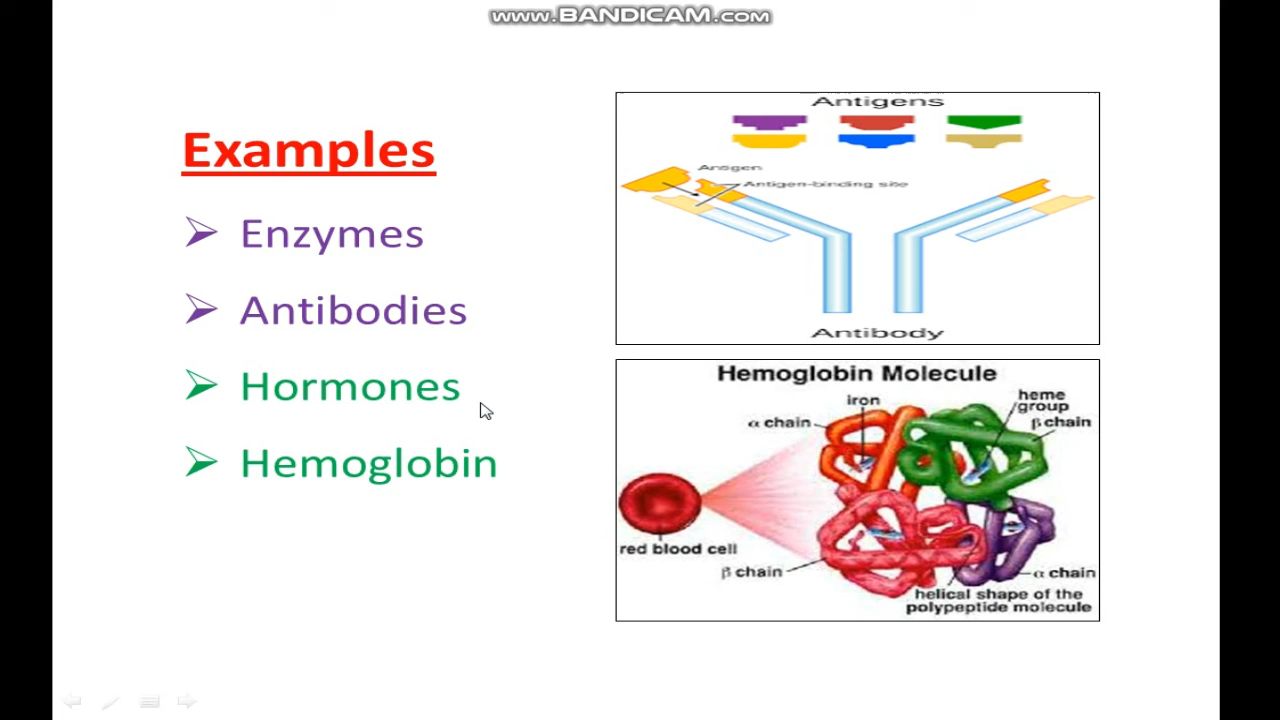 www.BANDICAM.com
Examples
Enzymes
Antibodies
Hormones
Hemoglobin
Antigens
Antigen
Antigen-binding site
Antibody
Hemoglobin Molecule
iron
heme
group
α chain
β chain
red blood cell
β chain
α chain
helical shape of the
polypeptide molecule